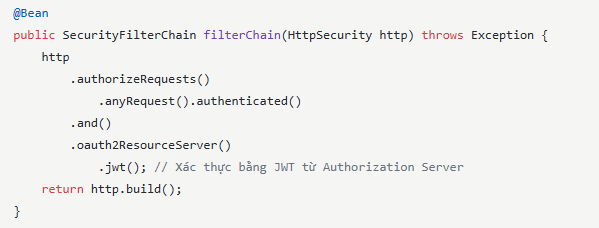 @Bean
public SecurityFilterChain filterChain(HttpSecurity http) throws Exception {
    http
        .authorizeRequests()
            .anyRequest().authenticated()
        .and()
        .oauth2ResourceServer()
            .jwt(); // Xác thực bằng JWT từ Authorization Server
    return http.build();
}